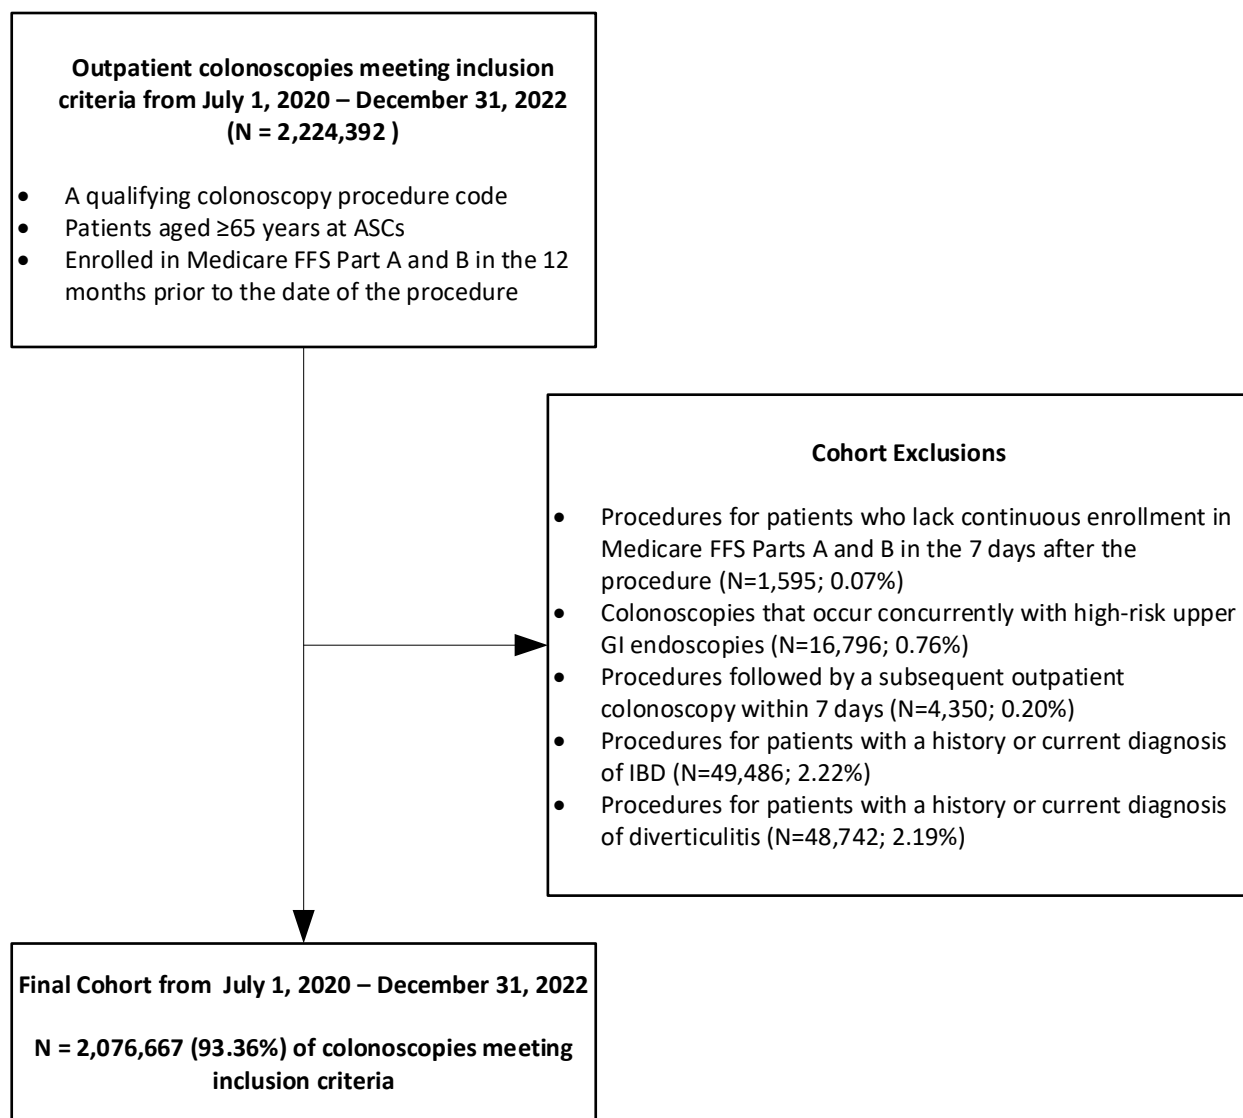 Outpatient colonoscopies meeting inclusion
criteria from July 1, 2020 – December 31, 2022
(N = 2,224,392 )
• A qualifying colonoscopy procedure code
• Patients aged ≥65 years at ASCs
• Enrolled in Medicare FFS Part A and B in the 12
months prior to the date of the procedure
Cohort Exclusions
• Procedures for patients who lack continuous enrollment in
Medicare FFS Parts A and B in the 7 days after the
procedure (N=1,595; 0.07%)
• Colonoscopies that occur concurrently with high-risk upper
GI endoscopies (N=16,796; 0.76%)
• Procedures followed by a subsequent outpatient
colonoscopy within 7 days (N=4,350; 0.20%)
• Procedures for patients with a history or current diagnosis
of IBD (N=49,486; 2.22%)
• Procedures for patients with a history or current diagnosis
of diverticulitis (N=48,742; 2.19%)
Final Cohort from July 1, 2020 – December 31, 2022
N = 2,076,667 (93.36%) of colonoscopies meeting
inclusion criteria